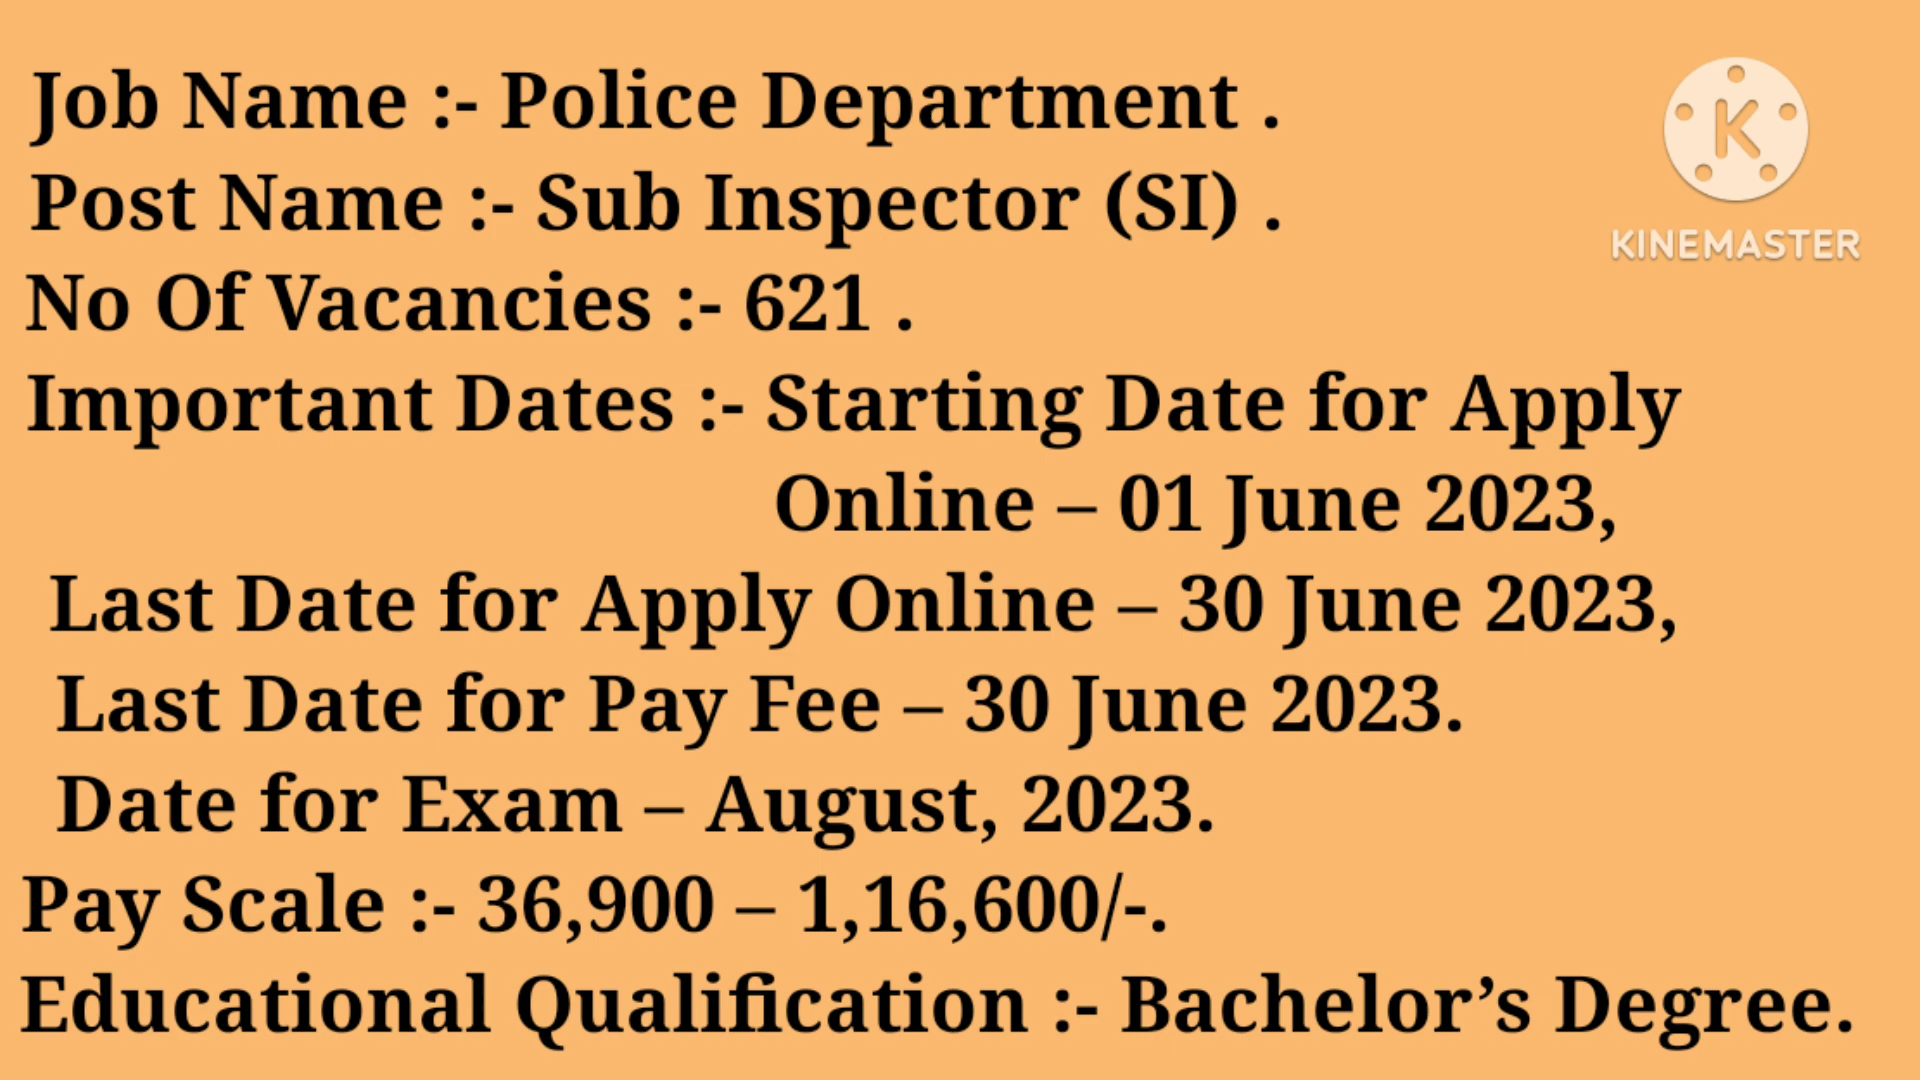 Job Name :- Police Department .
Post Name :- Sub Inspector (SI) .
No Of Vacancies :- 621 .
Important Dates :- Starting Date for Apply
Online – 01 June 2023,
Last Date for Apply Online – 30 June 2023,
Last Date for Pay Fee – 30 June 2023.
Date for Exam – August, 2023.
Pay Scale :- 36,900 – 1,16,600/-.
Educational Qualification :- Bachelor’s Degree.
K
KINEMASTER